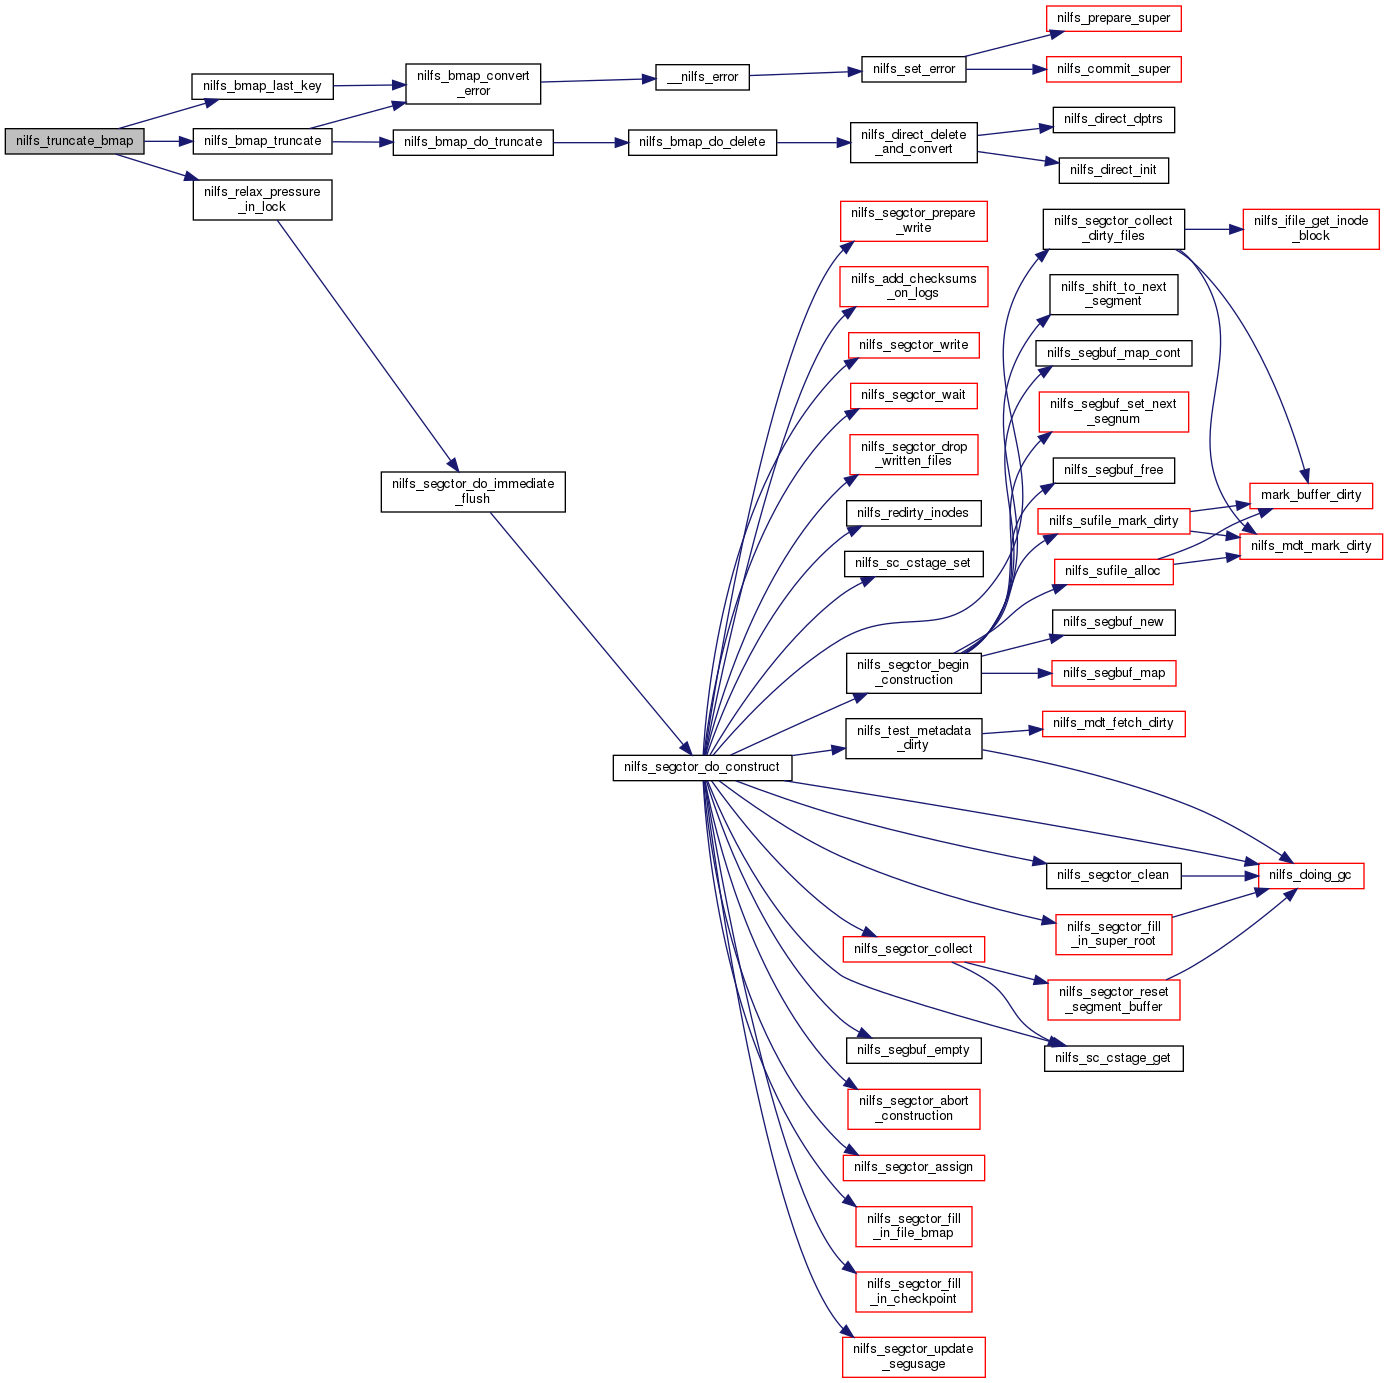 nilfs_truncate_bmap
nilfs_bmap_last_key
nilfs_bmap_truncate
nilfs_relax_pressure
_in_lock
nilfs_bmap_convert
_error
nilfs_bmap_do_truncate
__nilfs_error
nilfs_bmap_do_delete
nilfs_set_error
nilfs_direct_delete
_and_convert
nilfs_prepare_super
nilfs_commit_super
nilfs_direct_dptrs
nilfs_direct_init
nilfs_segctor_do_immediate
_flush
nilfs_segctor_do_construct
nilfs_segctor_prepare
_write
nilfs_add_checksums
_on_logs
nilfs_segctor_write
nilfs_segctor_wait
nilfs_segctor_drop
_written_files
nilfs_redirty_inodes
nilfs_sc_cstage_set
nilfs_segctor_begin
_construction
nilfs_test_metadata
_dirty
nilfs_segctor_collect
nilfs_segbuf_empty
nilfs_segctor_abort
_construction
nilfs_segctor_assign
nilfs_segctor_fill
_in_file_bmap
nilfs_segctor_fill
_in_checkpoint
nilfs_segctor_update
_segusage
nilfs_segctor_collect
_dirty_files
nilfs_shift_to_next
_segment
nilfs_segbuf_map_cont
nilfs_segbuf_set_next
_segnum
nilfs_segbuf_free
nilfs_sufile_mark_dirty
nilfs_sufile_alloc
nilfs_segbuf_new
nilfs_segbuf_map
nilfs_mdt_fetch_dirty
nilfs_segctor_clean
nilfs_segctor_fill
_in_super_root
nilfs_segctor_reset
_segment_buffer
nilfs_sc_cstage_get
nilfs_ifile_get_inode
_block
mark_buffer_dirty
nilfs_mdt_mark_dirty
nilfs_doing_gc